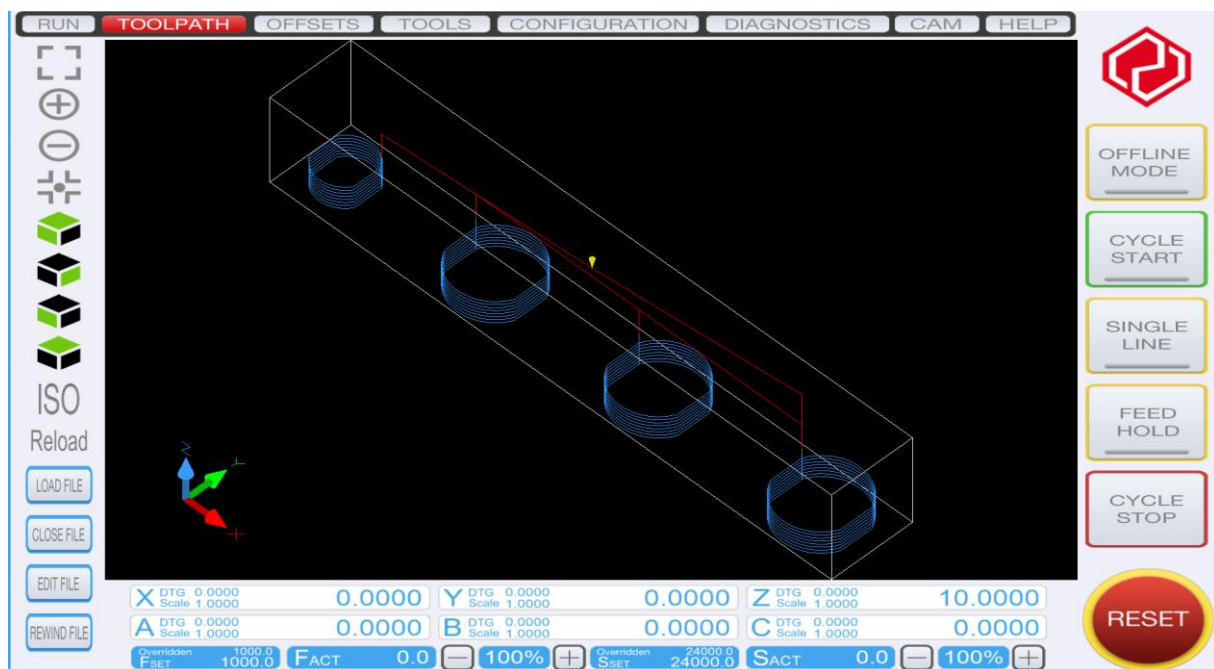 RUN TOOLPATH OFFSETS TOOLS CONFIGURATION DIAGNOSTICS CAM HELP
ISO
Reload
LOAD FILE
CLOSE FILE
EDIT FILE
REWIND FILE
Z
Y
X DTG 0.0000 Scale 1.0000 0.0000
Y DTG 0.0000 Scale 1.0000 0.0000
Z DTG 0.0000 Scale 1.0000 10.0000
A DTG 0.0000 Scale 1.0000 0.0000
B DTG 0.0000 Scale 1.0000 0.0000
C DTG 0.0000 Scale 1.0000 0.0000
Overridden 1000.0
FSET 1000.0
FACT 0.0
100%
Overridden 24000.0
SSET 24000.0
SACT 0.0
100%
OFFLINE
MODE
CYCLE
START
SINGLE
LINE
FEED
HOLD
CYCLE
STOP
RESET